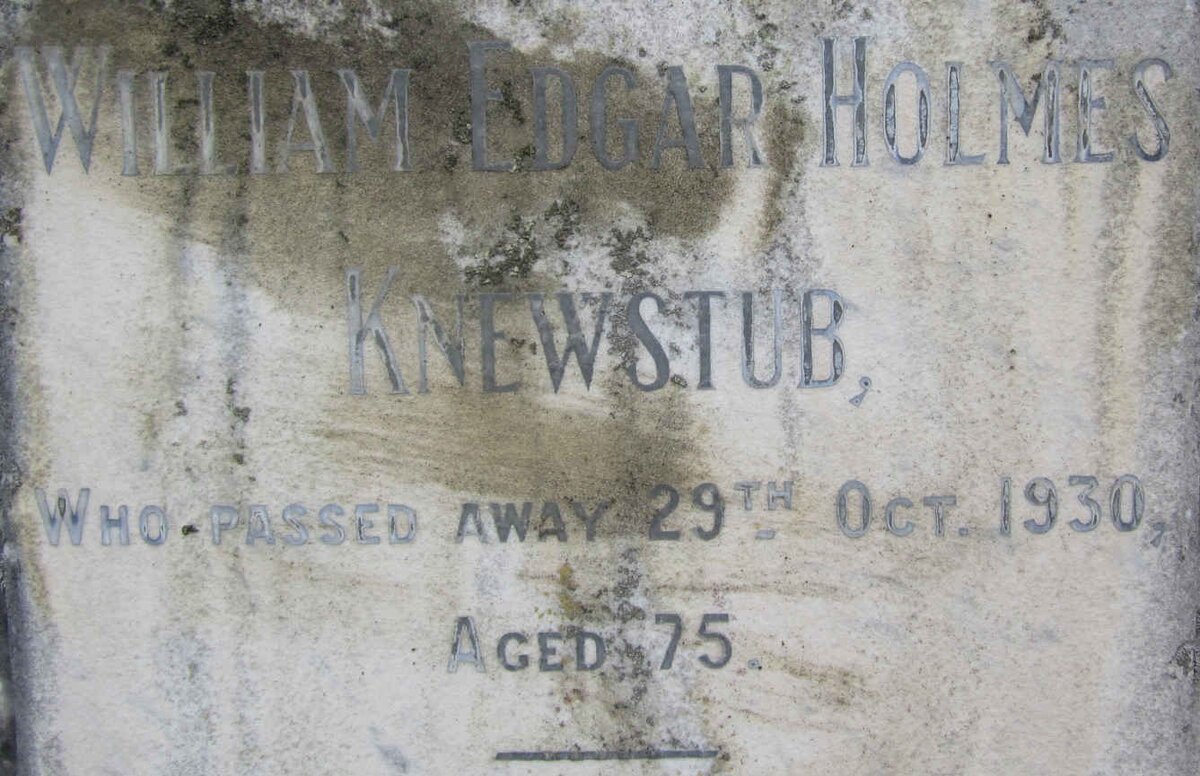 William Edgar Holmes
Knewstub,
Who passed away 29th Oct. 1930,
Aged 75.